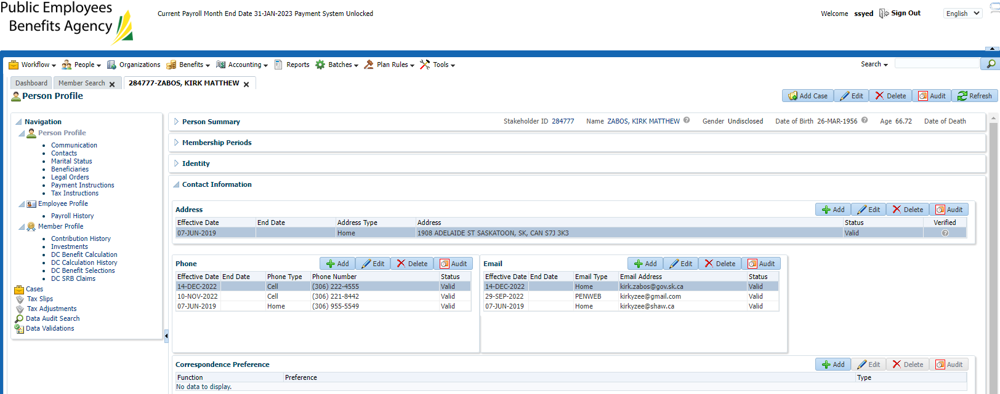 Public Employees
Benefits Agency
Current Payroll Month End Date 31-JAN-2023 Payment System Unlocked
Welcome ssyed Sign Out English
Workflow People Organizations Benefits Accounting Reports Batches Plan Rules Tools Search
Dashboard Member Search 284777-ZABOS, KIRK MATTHEW
Person Profile
Add Case Edit Delete Audit Refresh
Navigation
Person Profile
Communication
Contacts
Marital Status
Beneficiaries
Legal Orders
Payment Instructions
Tax Instructions
Employee Profile
Payroll History
Member Profile
Contribution History
Investments
DC Benefit Calculation
DC Calculation History
DC Benefit Selections
DC SRB Claims
Cases
Tax Slips
Tax Adjustments
Data Audit Search
Data Validations
Person Summary Stakeholder ID 284777 Name ZABOS, KIRK MATTHEW Gender Undisclosed Date of Birth 26-MAR-1956 Age 66.72 Date of Death
Membership Periods
Identity
Contact Information
Address Add Edit Delete Audit
Effective Date End Date Address Type Address Status Verified
07-JUN-2019 Home 1908 ADELAIDE ST SASKATOON, SK, CAN S7J 3K3 Valid
Phone Add Edit Delete Audit
Effective Date End Date Phone Type Phone Number Status
14-DEC-2022 Cell (306) 222-4555 Valid
10-NOV-2022 Cell (306) 221-8442 Valid
07-JUN-2019 Home (306) 955-5549 Valid
Email Add Edit Delete Audit
Effective Date End Date Email Type Email Address Status
14-DEC-2022 Home kirk.zabos@gov.sk.ca Valid
29-SEP-2022 PENWEB kirkyzee@gmail.com Valid
07-JUN-2019 Home kirkyzee@shaw.ca Valid
Correspondence Preference Add Edit Delete Audit
Function Preference Type
No data to display.